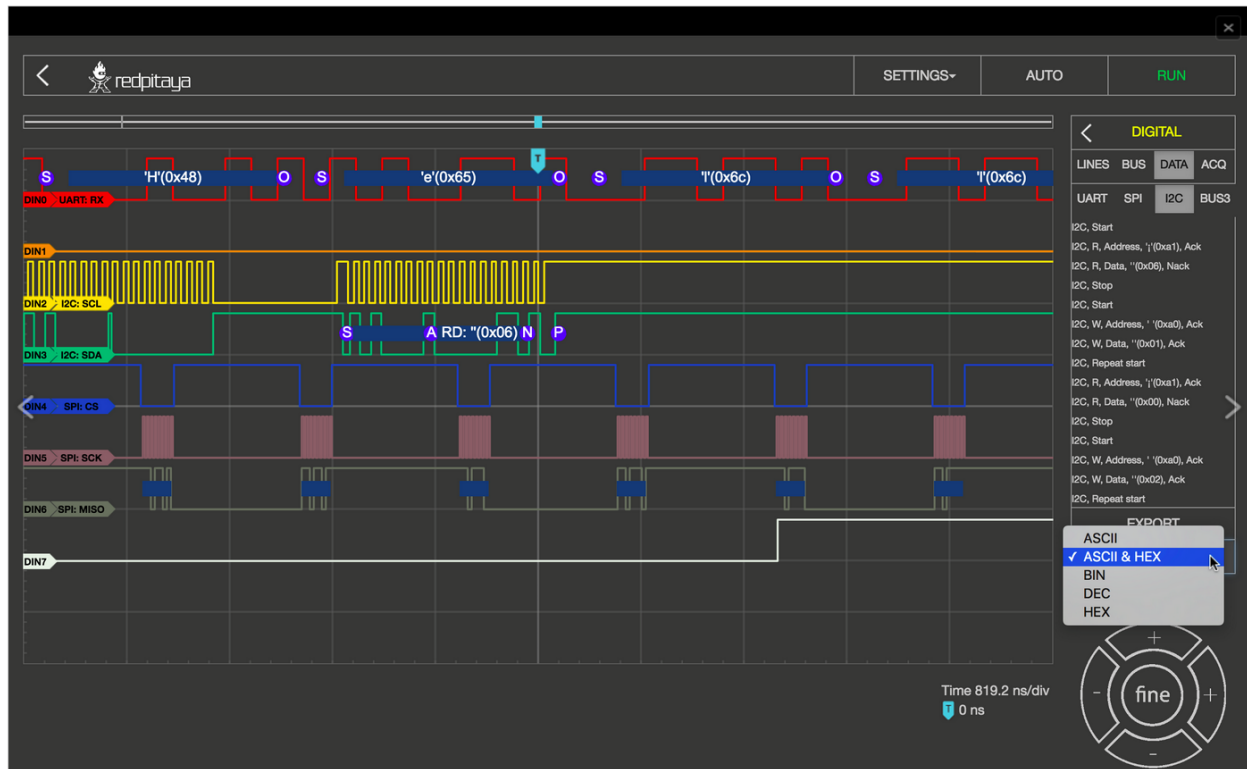 redpitaya
SETTINGS
AUTO
RUN
DIGITAL
LINES BUS DATA ACQ
UART SPI I2C BUS3
T
S 'H'(0x48) O S 'e'(0x65) O S 'l'(0x6c) O S 'l'(0x6c)
DIN0 UART: RX
DIN1
DIN2 I2C: SCL
S A RD: ''(0x06) N P
DIN3 I2C: SDA
DIN4 SPI: CS
DIN5 SPI: SCK
DIN6 SPI: MISO
DIN7
I2C, Start
I2C, R, Address, '¡'(0xa1), Ack
I2C, R, Data, ''(0x06), Nack
I2C, Stop
I2C, Start
I2C, W, Address, ' '(0xa0), Ack
I2C, W, Data, ''(0x01), Ack
I2C, Repeat start
I2C, R, Address, '¡'(0xa1), Ack
I2C, R, Data, ''(0x00), Nack
I2C, Stop
I2C, Start
I2C, W, Address, ' '(0xa0), Ack
I2C, W, Data, ''(0x02), Ack
I2C, Repeat start
EXPORT
ASCII
✓ ASCII & HEX
BIN
DEC
HEX
Time 819.2 ns/div
T 0 ns
+
- fine +
-